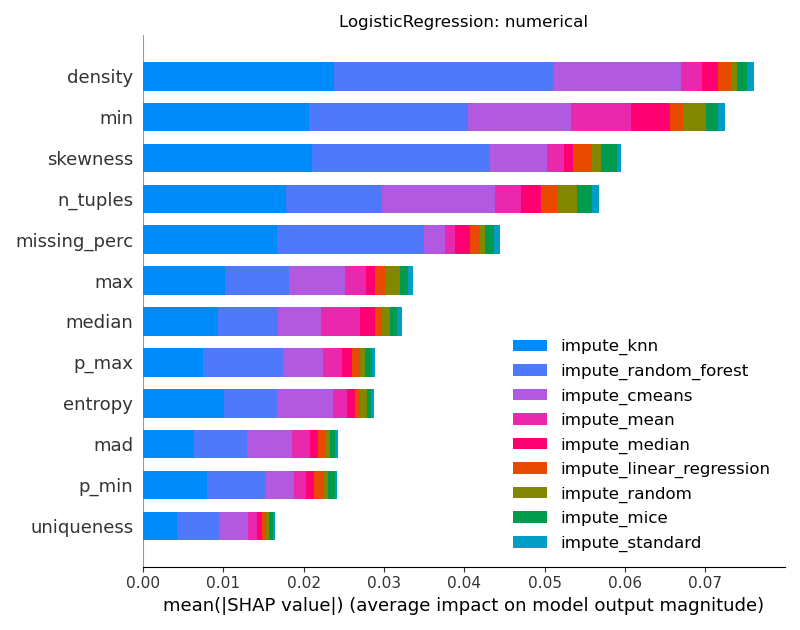 LogisticRegression: numerical
density
min
skewness
n_tuples
missing_perc
max
median
p_max
entropy
mad
p_min
uniqueness
impute_knn
impute_random_forest
impute_cmeans
impute_mean
impute_median
impute_linear_regression
impute_random
impute_mice
impute_standard
0.00 0.01 0.02 0.03 0.04 0.05 0.06 0.07
mean(|SHAP value|) (average impact on model output magnitude)